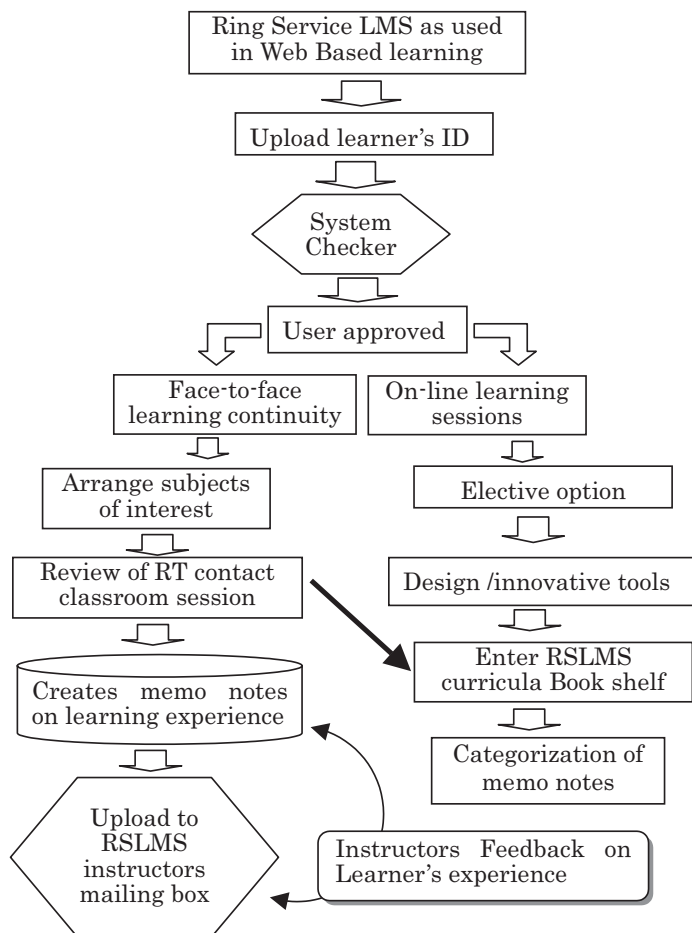 Ring Service LMS as used
in Web Based learning
Upload learner's ID
System
Checker
User approved
Face-to-face
learning continuity
On-line learning
sessions
Arrange subjects
of interest
Elective option
Review of RT contact
classroom session
Design /innovative tools
Creates memo notes
on learning experience
Enter RSLMS
curricula Book shelf
Categorization of
memo notes
Upload to
RSLMS
instructors
mailing box
Instructors Feedback on
Learner's experience